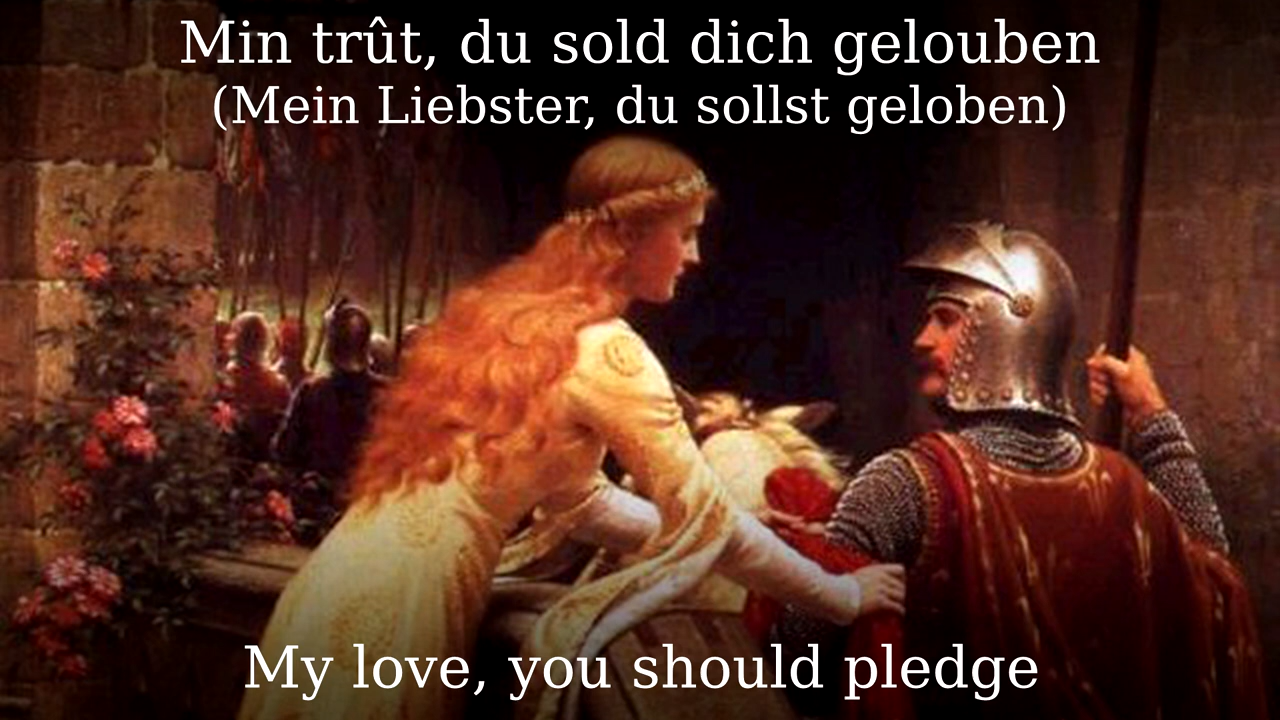 Min trût, du sold dich gelouben
(Mein Liebster, du sollst geloben)
My love, you should pledge